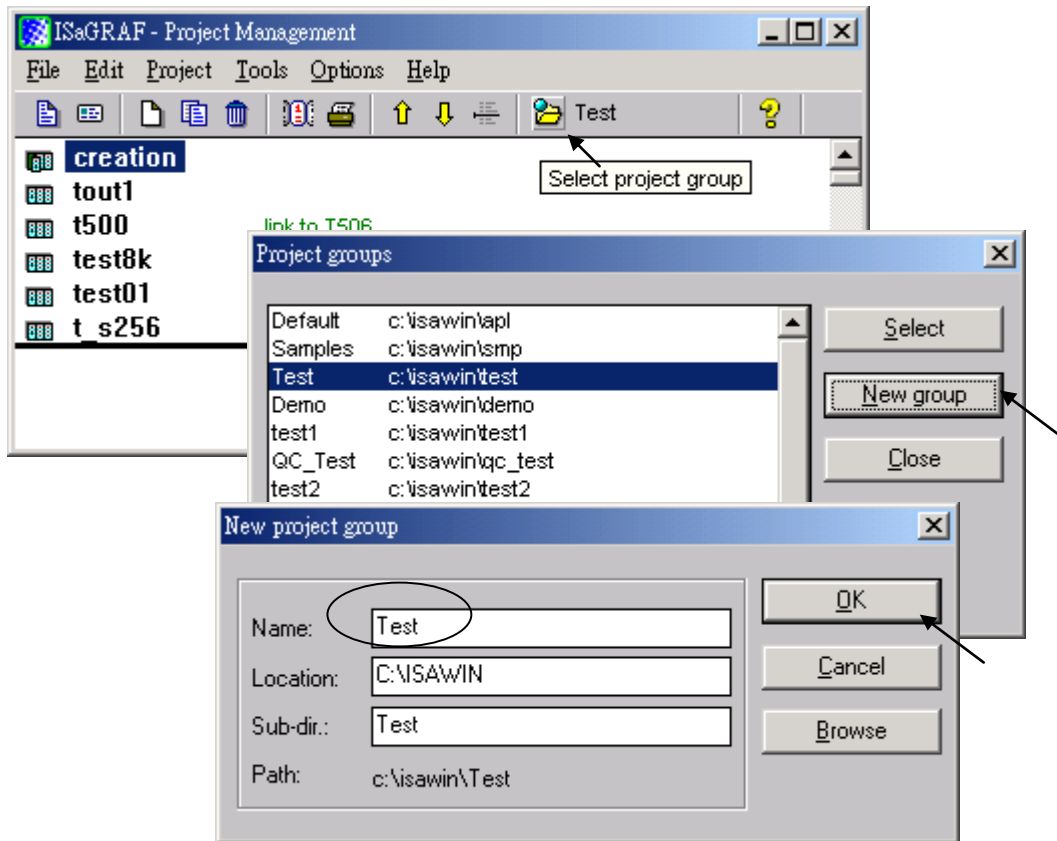 ISaGRAF - Project Management
File Edit Project Tools Options Help
Test
Select project group
creation
tout1
t500 link to T506
test8k
test01
t_s256
Project groups
Default c:\isawin\apl
Samples c:\isawin\smp
Test c:\isawin\test
Demo c:\isawin\demo
test1 c:\isawin\test1
QC_Test c:\isawin\qc_test
test2 c:\isawin\test2
Select
New group
Close
New project group
Name: Test
Location: C:\ISAWIN
Sub-dir.: Test
Path: c:\isawin\Test
OK
Cancel
Browse